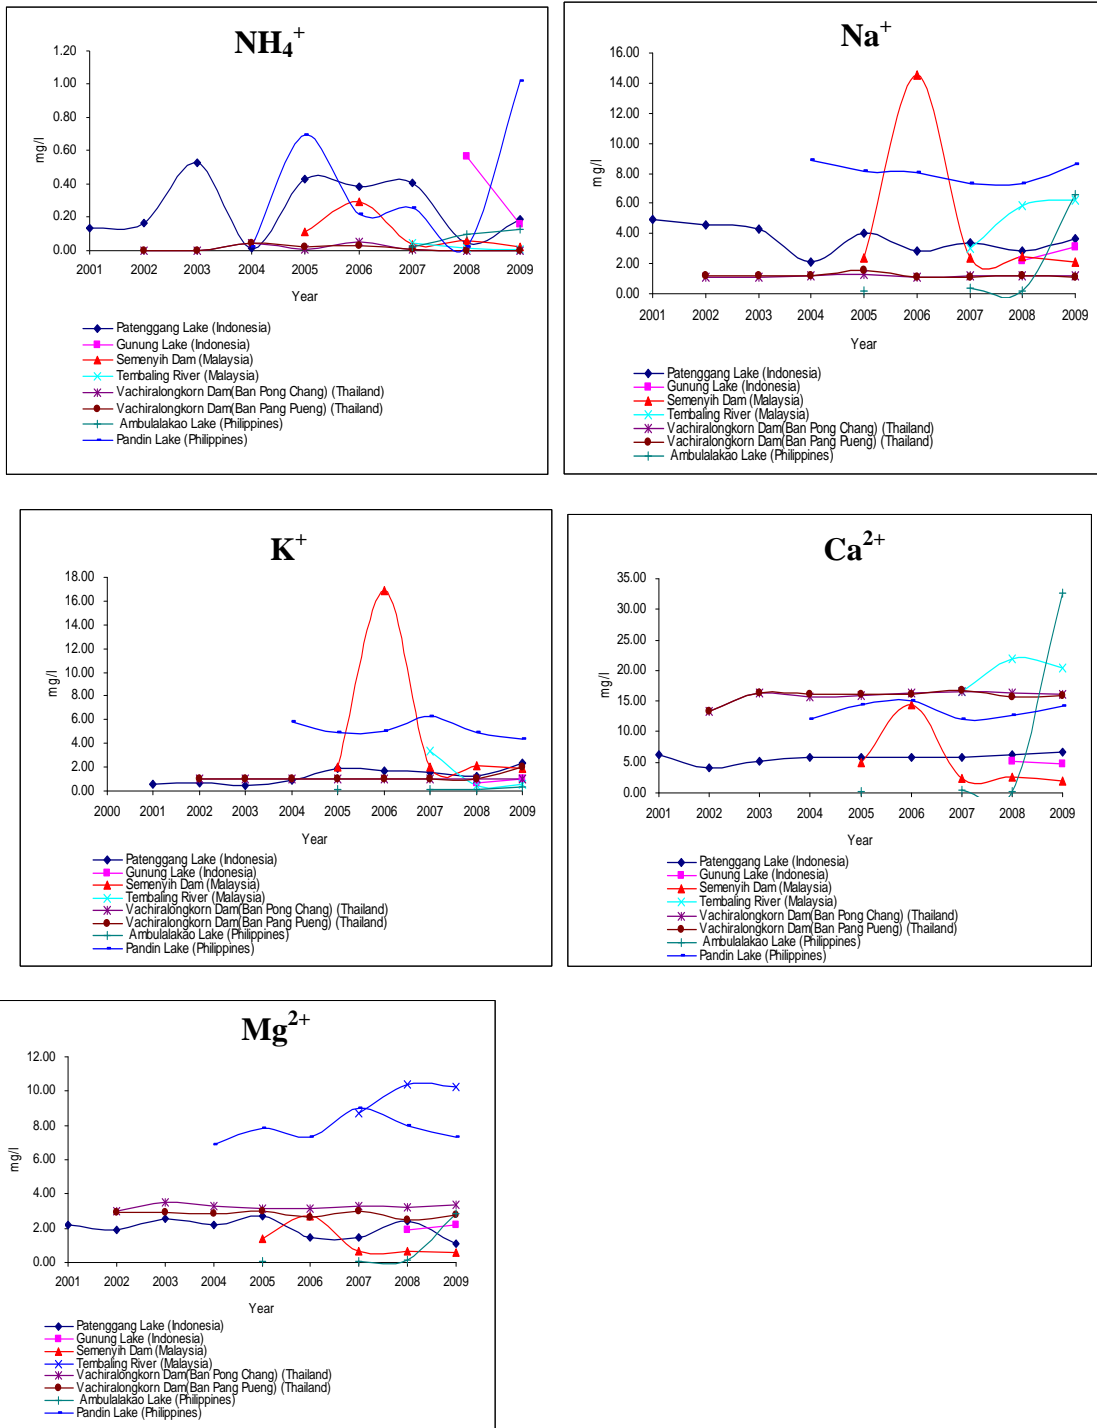 NH₄⁺
1.20
1.00
0.80
0.60
0.40
0.20
0.00
mg/l
2001 2002 2003 2004 2005 2006 2007 2008 2009
Year
Patenggang Lake (Indonesia)
Gunung Lake (Indonesia)
Semenyih Dam (Malaysia)
Tembaling River (Malaysia)
Vachiralongkorn Dam(Ban Pong Chang) (Thailand)
Vachiralongkorn Dam(Ban Pang Pueng) (Thailand)
Ambulalakao Lake (Philippines)
Pandin Lake (Philippines)
Na⁺
16.00
14.00
12.00
10.00
8.00
6.00
4.00
2.00
0.00
mg/l
2001 2002 2003 2004 2005 2006 2007 2008 2009
Year
Patenggang Lake (Indonesia)
Gunung Lake (Indonesia)
Semenyih Dam (Malaysia)
Tembaling River (Malaysia)
Vachiralongkorn Dam(Ban Pong Chang) (Thailand)
Vachiralongkorn Dam(Ban Pang Pueng) (Thailand)
Ambulalakao Lake (Philippines)
K⁺
18.00
16.00
14.00
12.00
10.00
8.00
6.00
4.00
2.00
0.00
mg/l
2000 2001 2002 2003 2004 2005 2006 2007 2008 2009
Year
Patenggang Lake (Indonesia)
Gunung Lake (Indonesia)
Semenyih Dam (Malaysia)
Tembaling River (Malaysia)
Vachiralongkorn Dam(Ban Pong Chang) (Thailand)
Vachiralongkorn Dam(Ban Pang Pueng) (Thailand)
Ambulalakao Lake (Philippines)
Pandin Lake (Philippines)
Ca²⁺
35.00
30.00
25.00
20.00
15.00
10.00
5.00
0.00
mg/l
2001 2002 2003 2004 2005 2006 2007 2008 2009
Year
Patenggang Lake (Indonesia)
Gunung Lake (Indonesia)
Semenyih Dam (Malaysia)
Tembaling River (Malaysia)
Vachiralongkorn Dam(Ban Pong Chang) (Thailand)
Vachiralongkorn Dam(Ban Pang Pueng) (Thailand)
Ambulalakao Lake (Philippines)
Pandin Lake (Philippines)
Mg²⁺
12.00
10.00
8.00
6.00
4.00
2.00
0.00
mg/l
2001 2002 2003 2004 2005 2006 2007 2008 2009
Year
Patenggang Lake (Indonesia)
Gunung Lake (Indonesia)
Semenyih Dam (Malaysia)
Tembaling River (Malaysia)
Vachiralongkorn Dam(Ban Pong Chang) (Thailand)
Vachiralongkorn Dam(Ban Pang Pueng) (Thailand)
Ambulalakao Lake (Philippines)
Pandin Lake (Philippines)